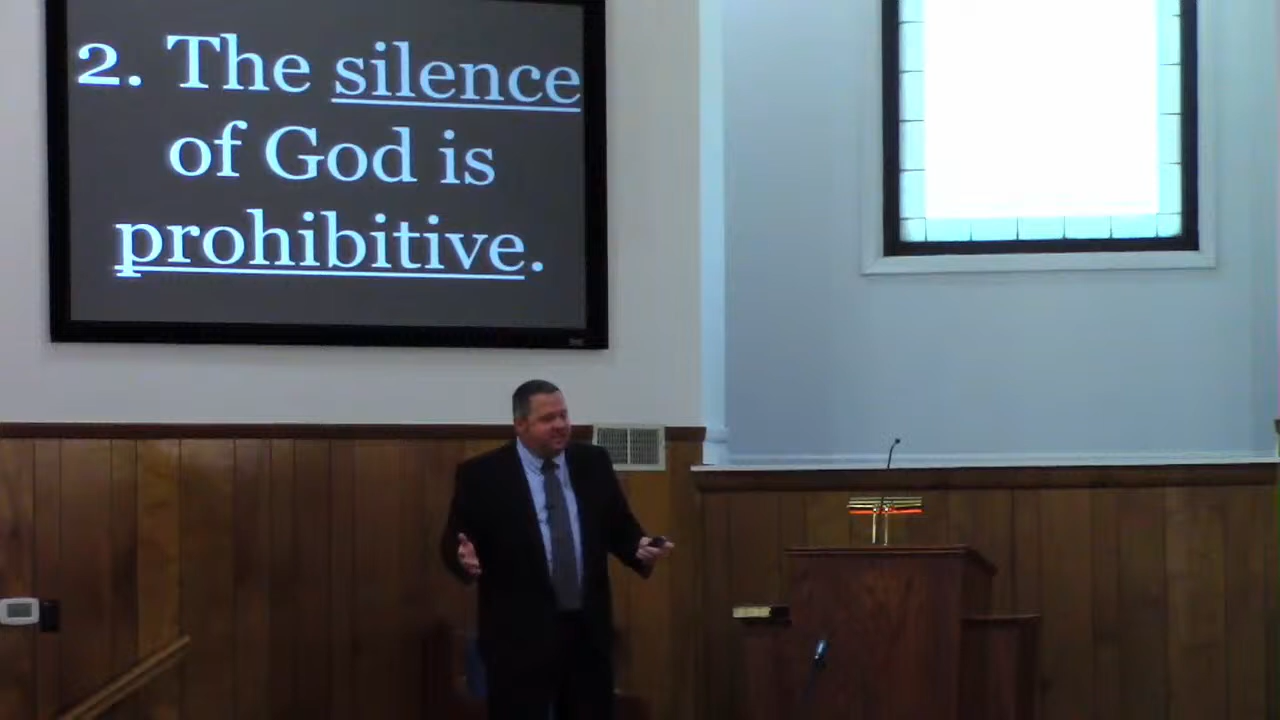 2. The silence
of God is
prohibitive.